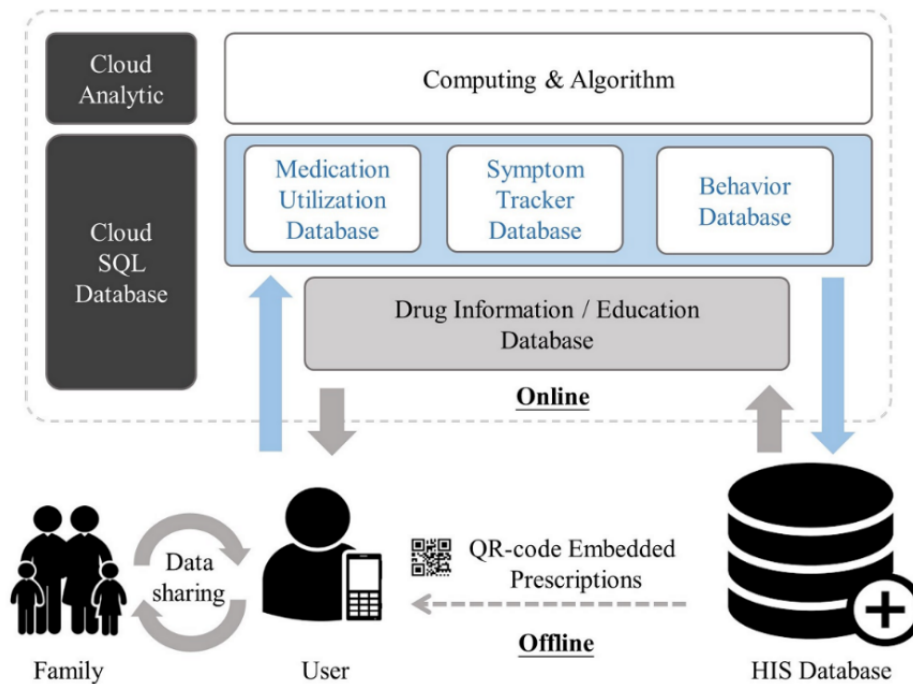 Cloud
Analytic
Computing & Algorithm
Cloud
SQL
Database
Medication
Utilization
Database
Symptom
Tracker
Database
Behavior
Database
Drug Information / Education
Database
Online
Data
sharing
QR-code Embedded
Prescriptions
Offline
Family
User
HIS Database